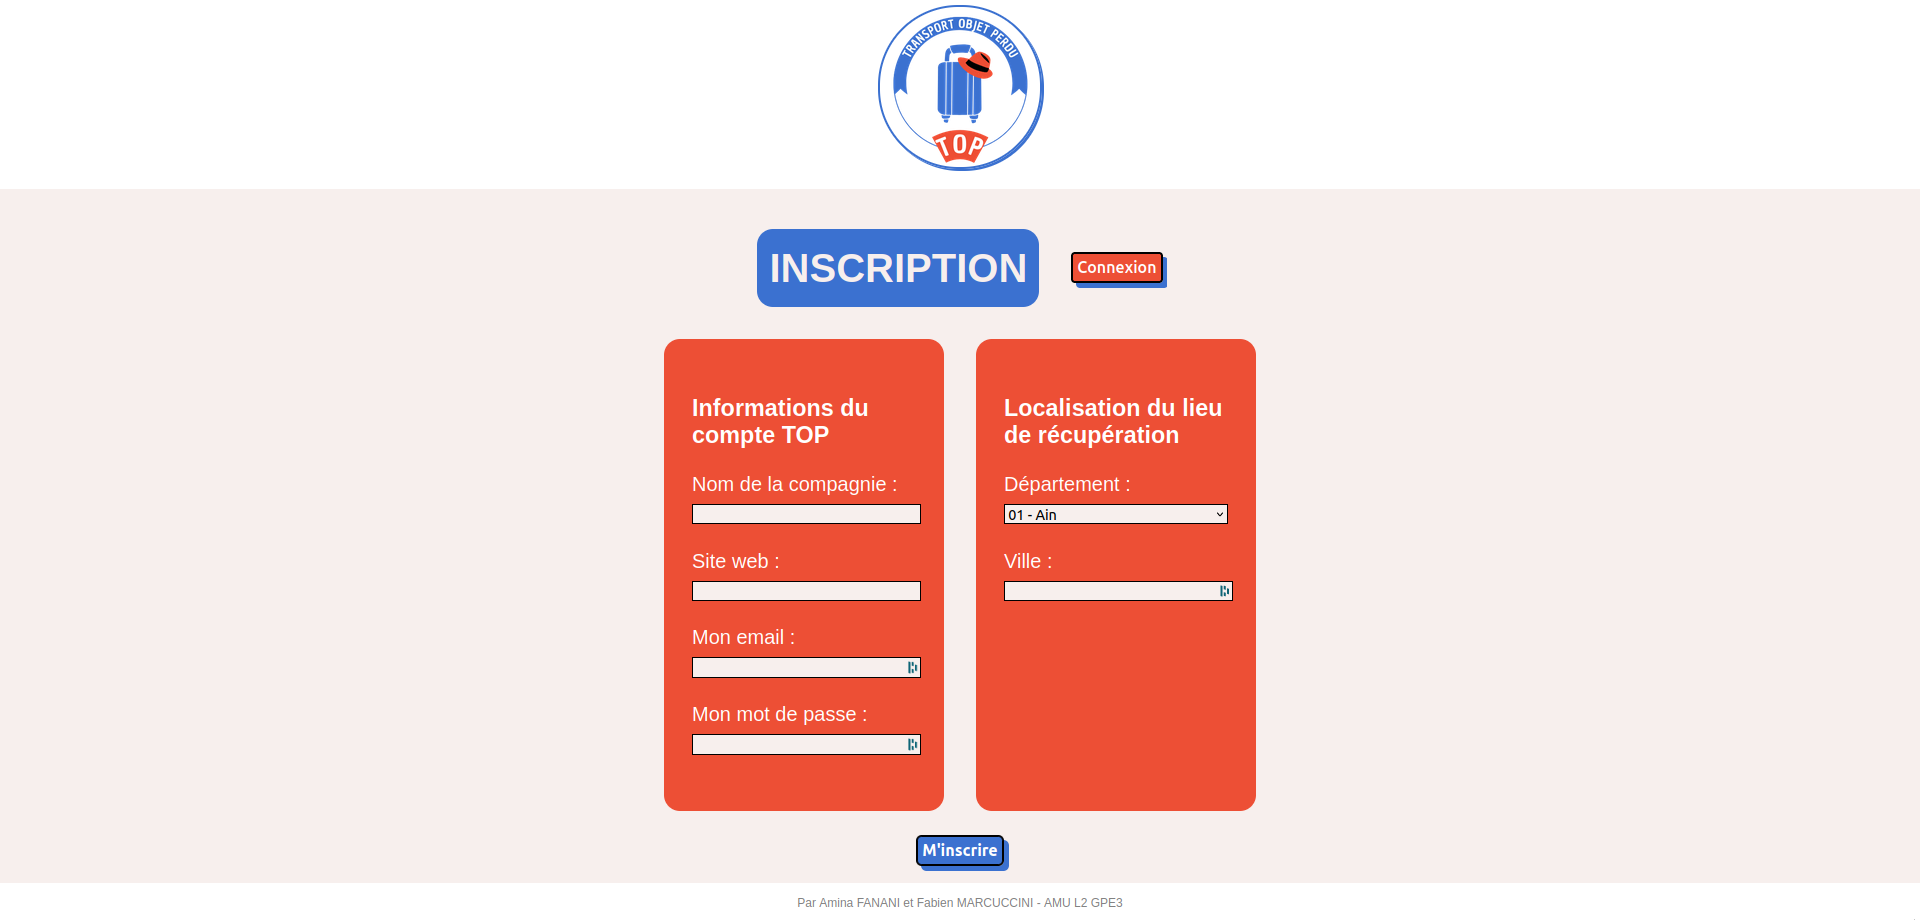 TRANSPORT OBJET PERDU
TOP
INSCRIPTION
Connexion
Informations du
compte TOP
Nom de la compagnie :
Site web :
Mon email :
Mon mot de passe :
Localisation du lieu
de récupération
Département :
01 - Ain
Ville :
M'inscrire
Par Amina FANANI et Fabien MARCUCCINI - AMU L2 GPE3